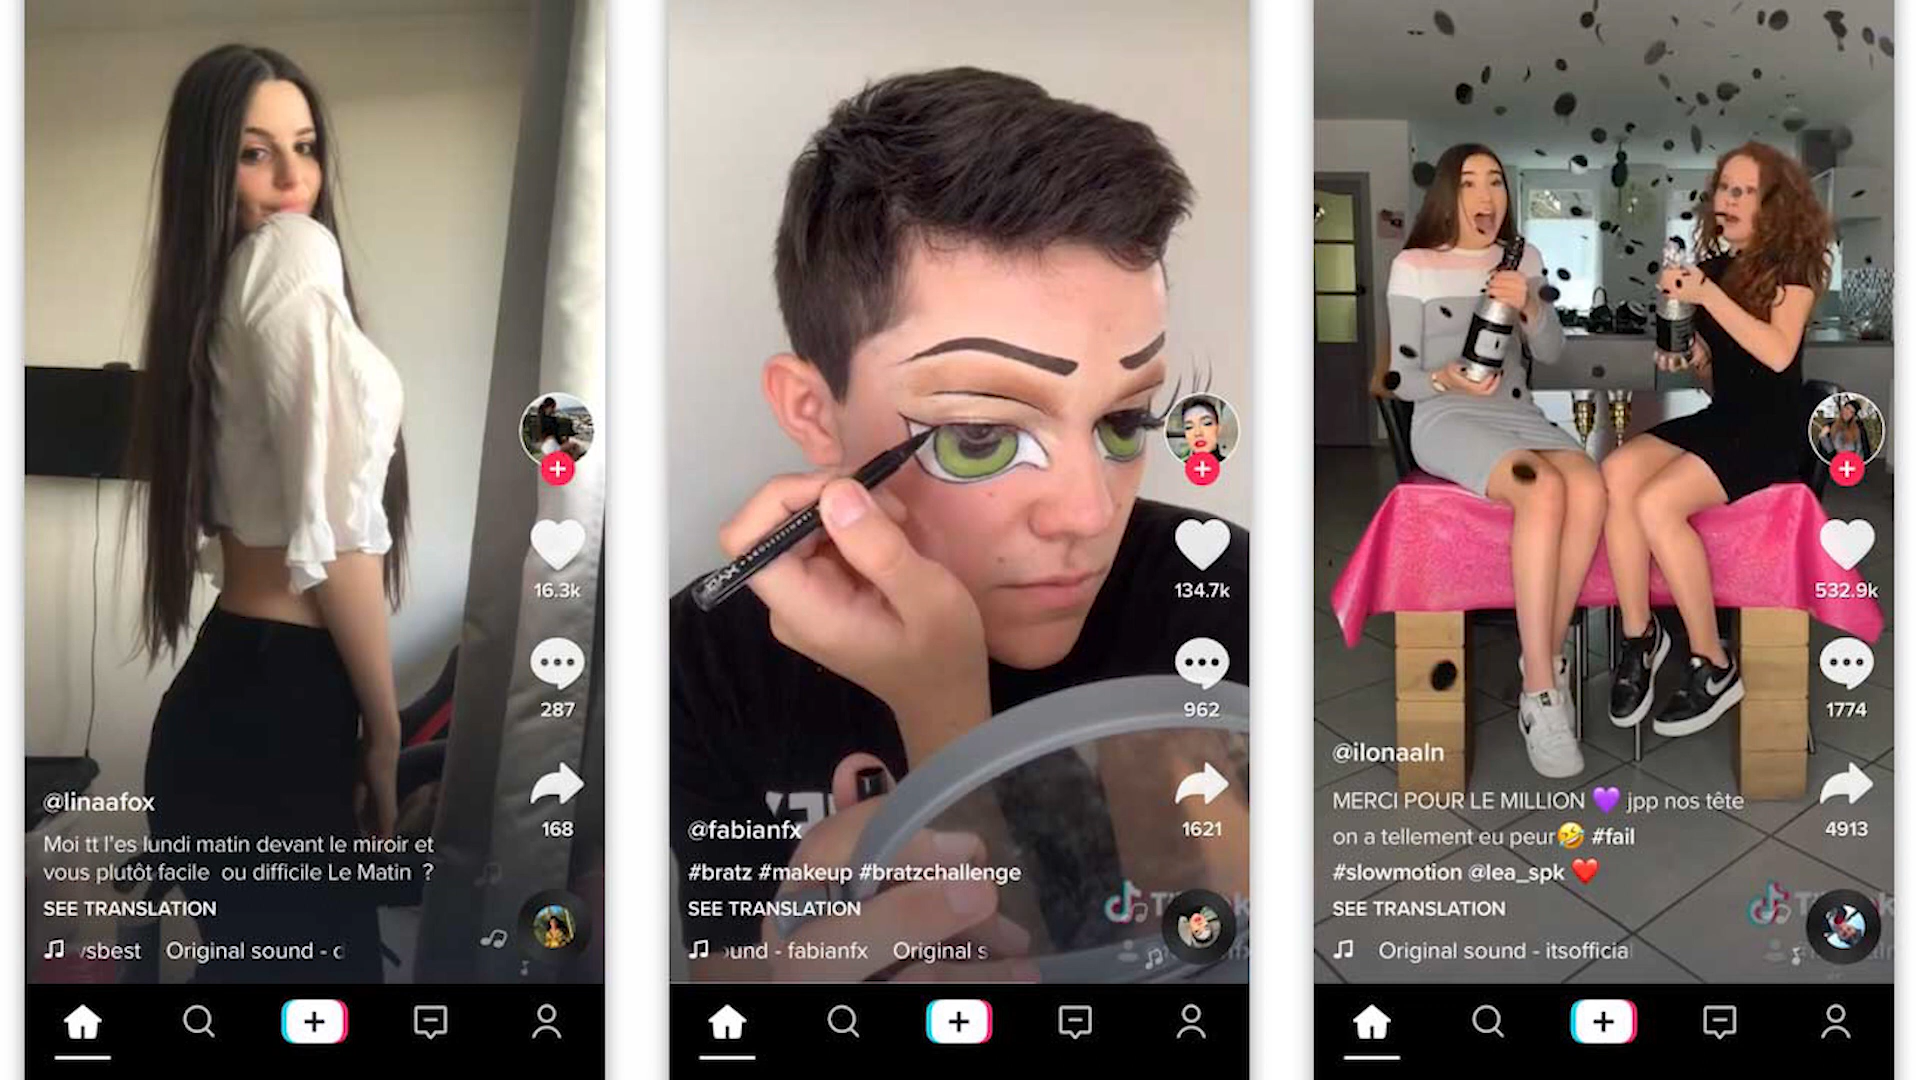 16.3k
287
168
@linaafox
Moi tt l'es lundi matin devant le miroir et
vous plutôt facile ou difficile Le Matin ?
SEE TRANSLATION
vsbest Original sound - c
134.7k
962
1621
@fabianfx
#bratz #makeup #bratzchallenge
SEE TRANSLATION
ound - fabianfx Original s
532.9k
1774
4913
@ilonaaln
MERCI POUR LE MILLION 💜 jpp nos tête
on a tellement eu peur🤣 #fail
#slowmotion @lea_spk ❤️
SEE TRANSLATION
Original sound - itsofficial